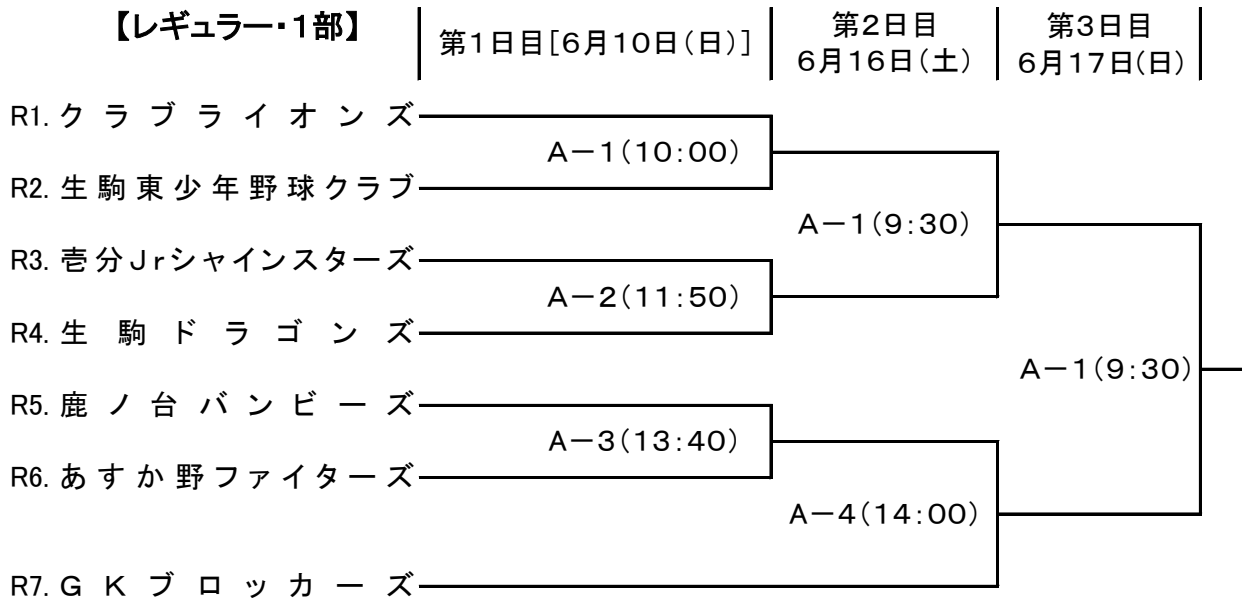 【レギュラー・1部】
第1日目[6月10日(日)]
第2日目
6月16日(土)
第3日目
6月17日(日)
R1.クラブライオンズ
A-1(10:00)
R2.生駒東少年野球クラブ
A-1(9:30)
R3.壱分Jrシャインスターズ
A-2(11:50)
R4.生駒ドラゴンズ
A-1(9:30)
R5.鹿ノ台バンビーズ
A-3(13:40)
R6.あすか野ファイターズ
A-4(14:00)
R7.GKブロッカーズ